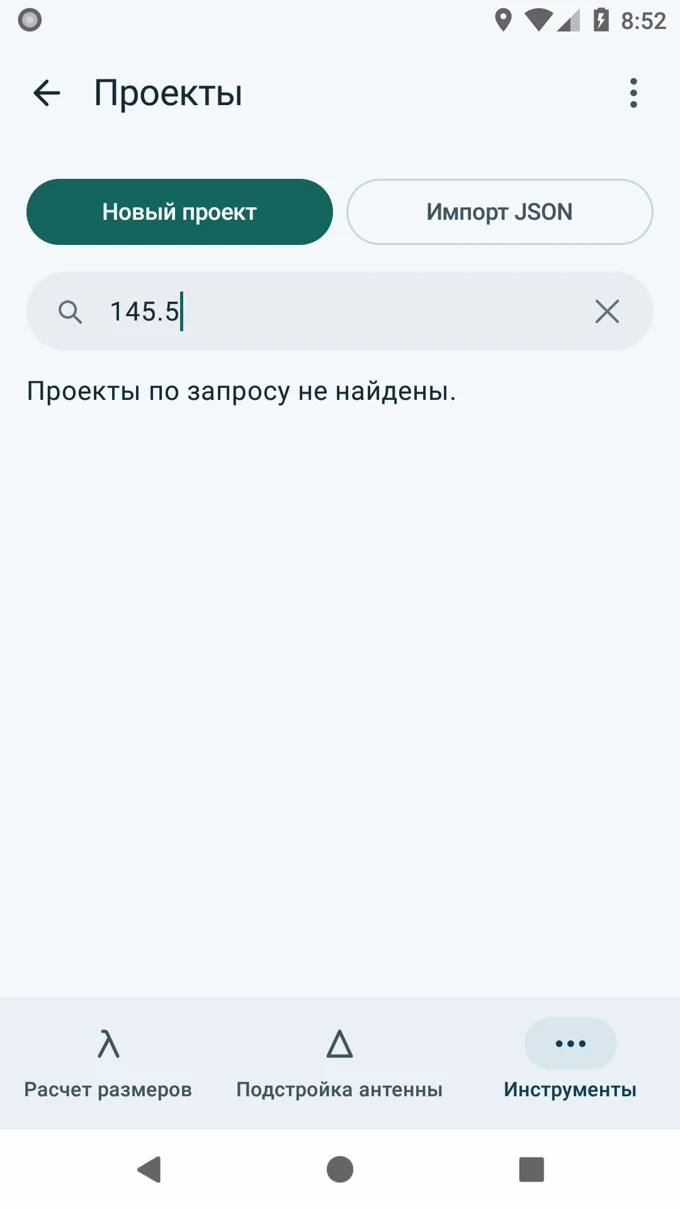 8:52
Проекты
Новый проект
Импорт JSON
145.5
Проекты по запросу не найдены.
λ
Δ
Расчет размеров
Подстройка антенны
Инструменты